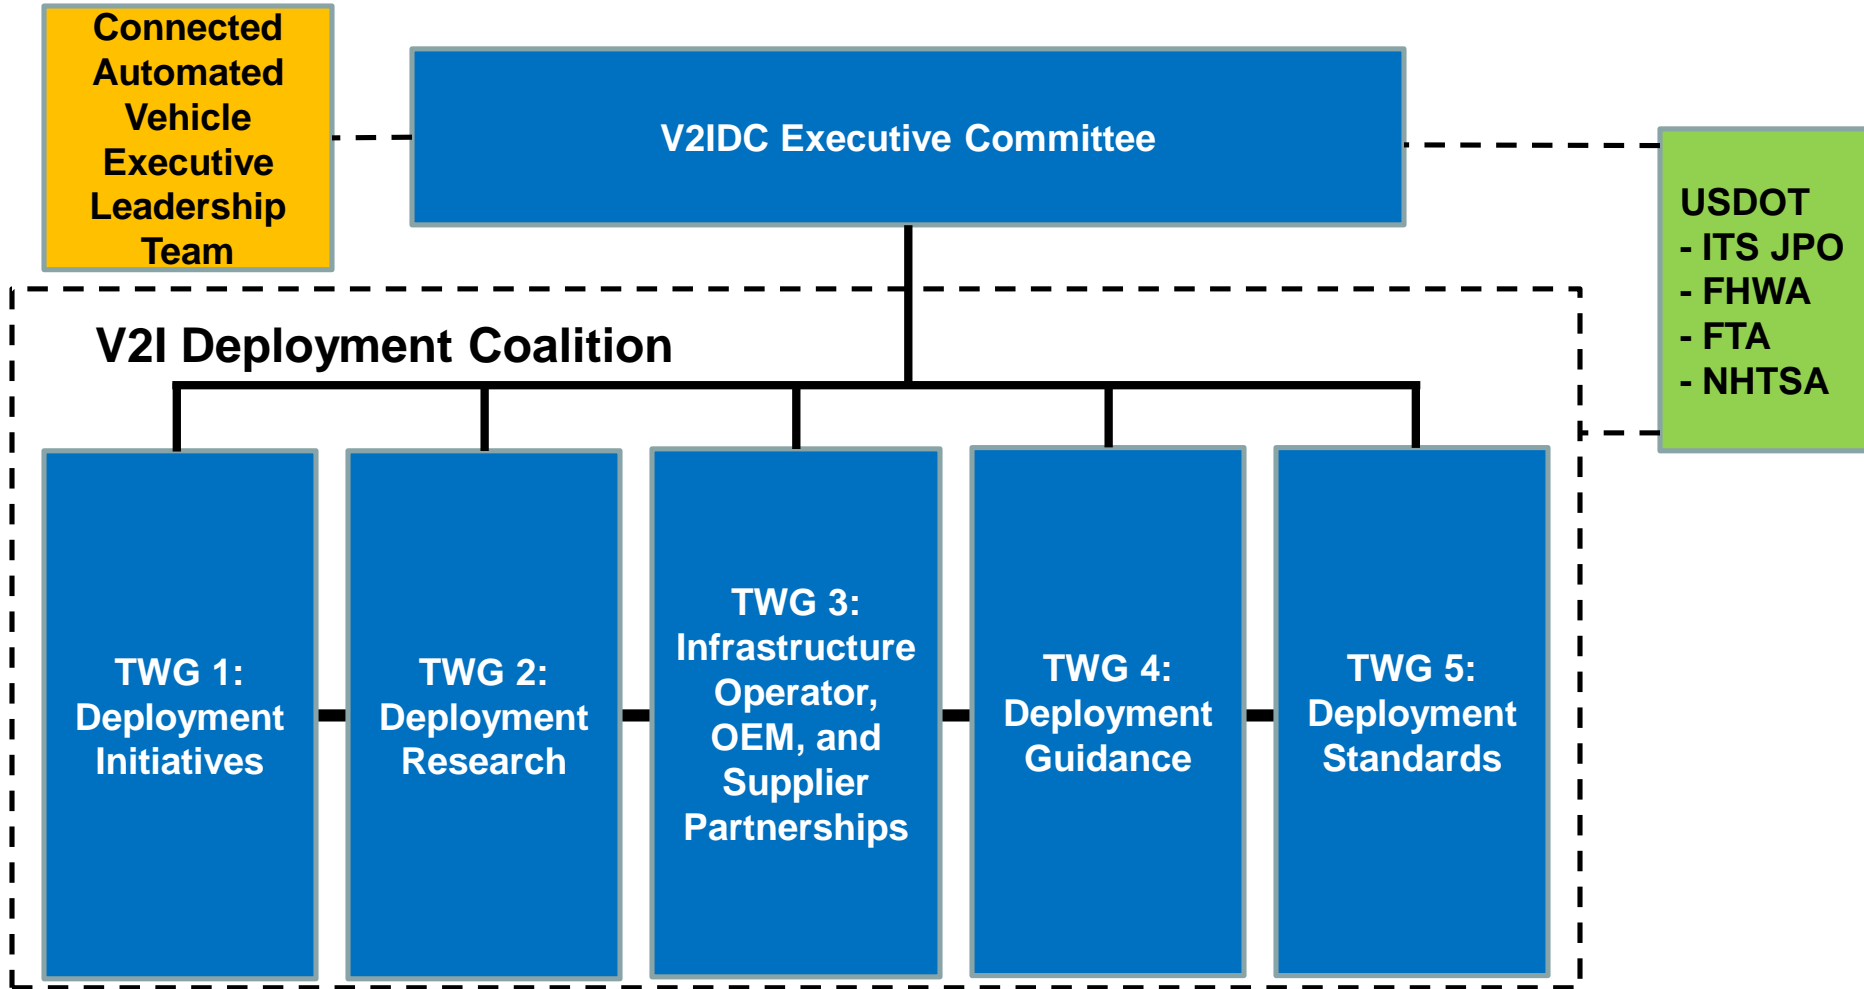 Connected
Automated
Vehicle
Executive
Leadership
Team
V2IDC Executive Committee
USDOT
- ITS JPO
- FHWA
- FTA
- NHTSA
V2I Deployment Coalition
TWG 1:
Deployment
Initiatives
TWG 2:
Deployment
Research
TWG 3:
Infrastructure
Operator,
OEM, and
Supplier
Partnerships
TWG 4:
Deployment
Guidance
TWG 5:
Deployment
Standards